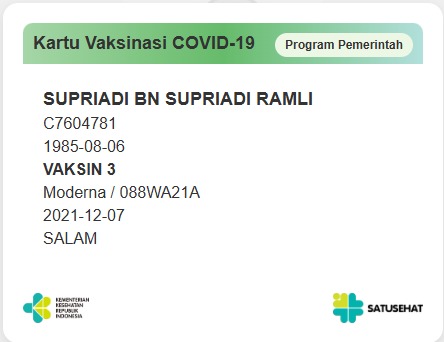 Kartu Vaksinasi COVID-19
Program Pemerintah
SUPRIADI BN SUPRIADI RAMLI
C7604781
1985-08-06
VAKSIN 3
Moderna / 088WA21A
2021-12-07
SALAM
KEMENTERIAN
KESEHATAN
REPUBLIK
INDONESIA
SATUSEHAT